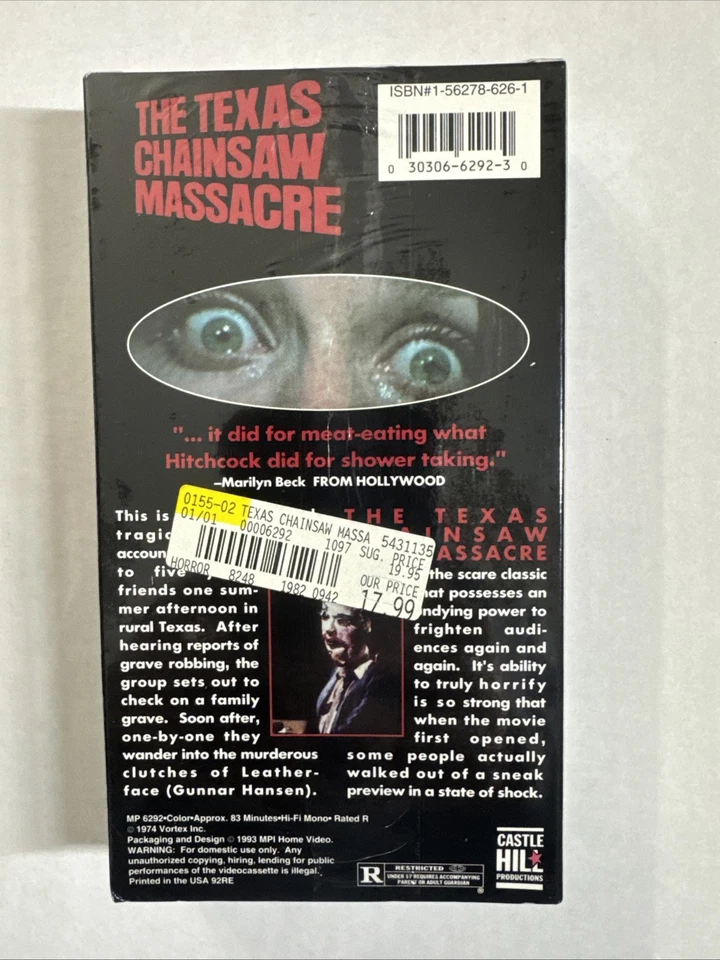 THE TEXAS
CHAINSAW
MASSACRE
ISBN#1-56278-626-1
0 30306-6292-3 0
"... it did for meat-eating what
Hitchcock did for shower taking."
–Marilyn Beck FROM HOLLYWOOD
0155-02 TEXAS CHAINSAW MASSA 5431135
01/01 00006292 1097 SUG. PRICE
19.95
HORROR 8248 1982 0942 OUR PRICE
17.99
This is
tragic
accoun
to five
friends one sum-
mer afternoon in
rural Texas. After
hearing reports of
grave robbing, the
group sets out to
check on a family
grave. Soon after,
one-by-one they
wander into the murderous
clutches of Leather-
face (Gunnar Hansen).
THE TEXAS
AINSAW
ASSACRE
the scare classic
hat possesses an
undying power to
frighten audi-
ences again and
again. It's ability
to truly horrify
is so strong that
when the movie
first opened,
some people actually
walked out of a sneak
preview in a state of shock.
MP 6292•Color•Approx. 83 Minutes•Hi-Fi Mono• Rated R
© 1974 Vortex Inc.
Packaging and Design © 1993 MPI Home Video.
WARNING: For domestic use only. Any
unauthorized copying, hiring, lending for public
performances of the videocassette is illegal.
Printed in the USA 92RE
R RESTRICTED
UNDER 17 REQUIRES ACCOMPANYING
PARENT OR ADULT GUARDIAN
®
CASTLE
HILL
PRODUCTIONS